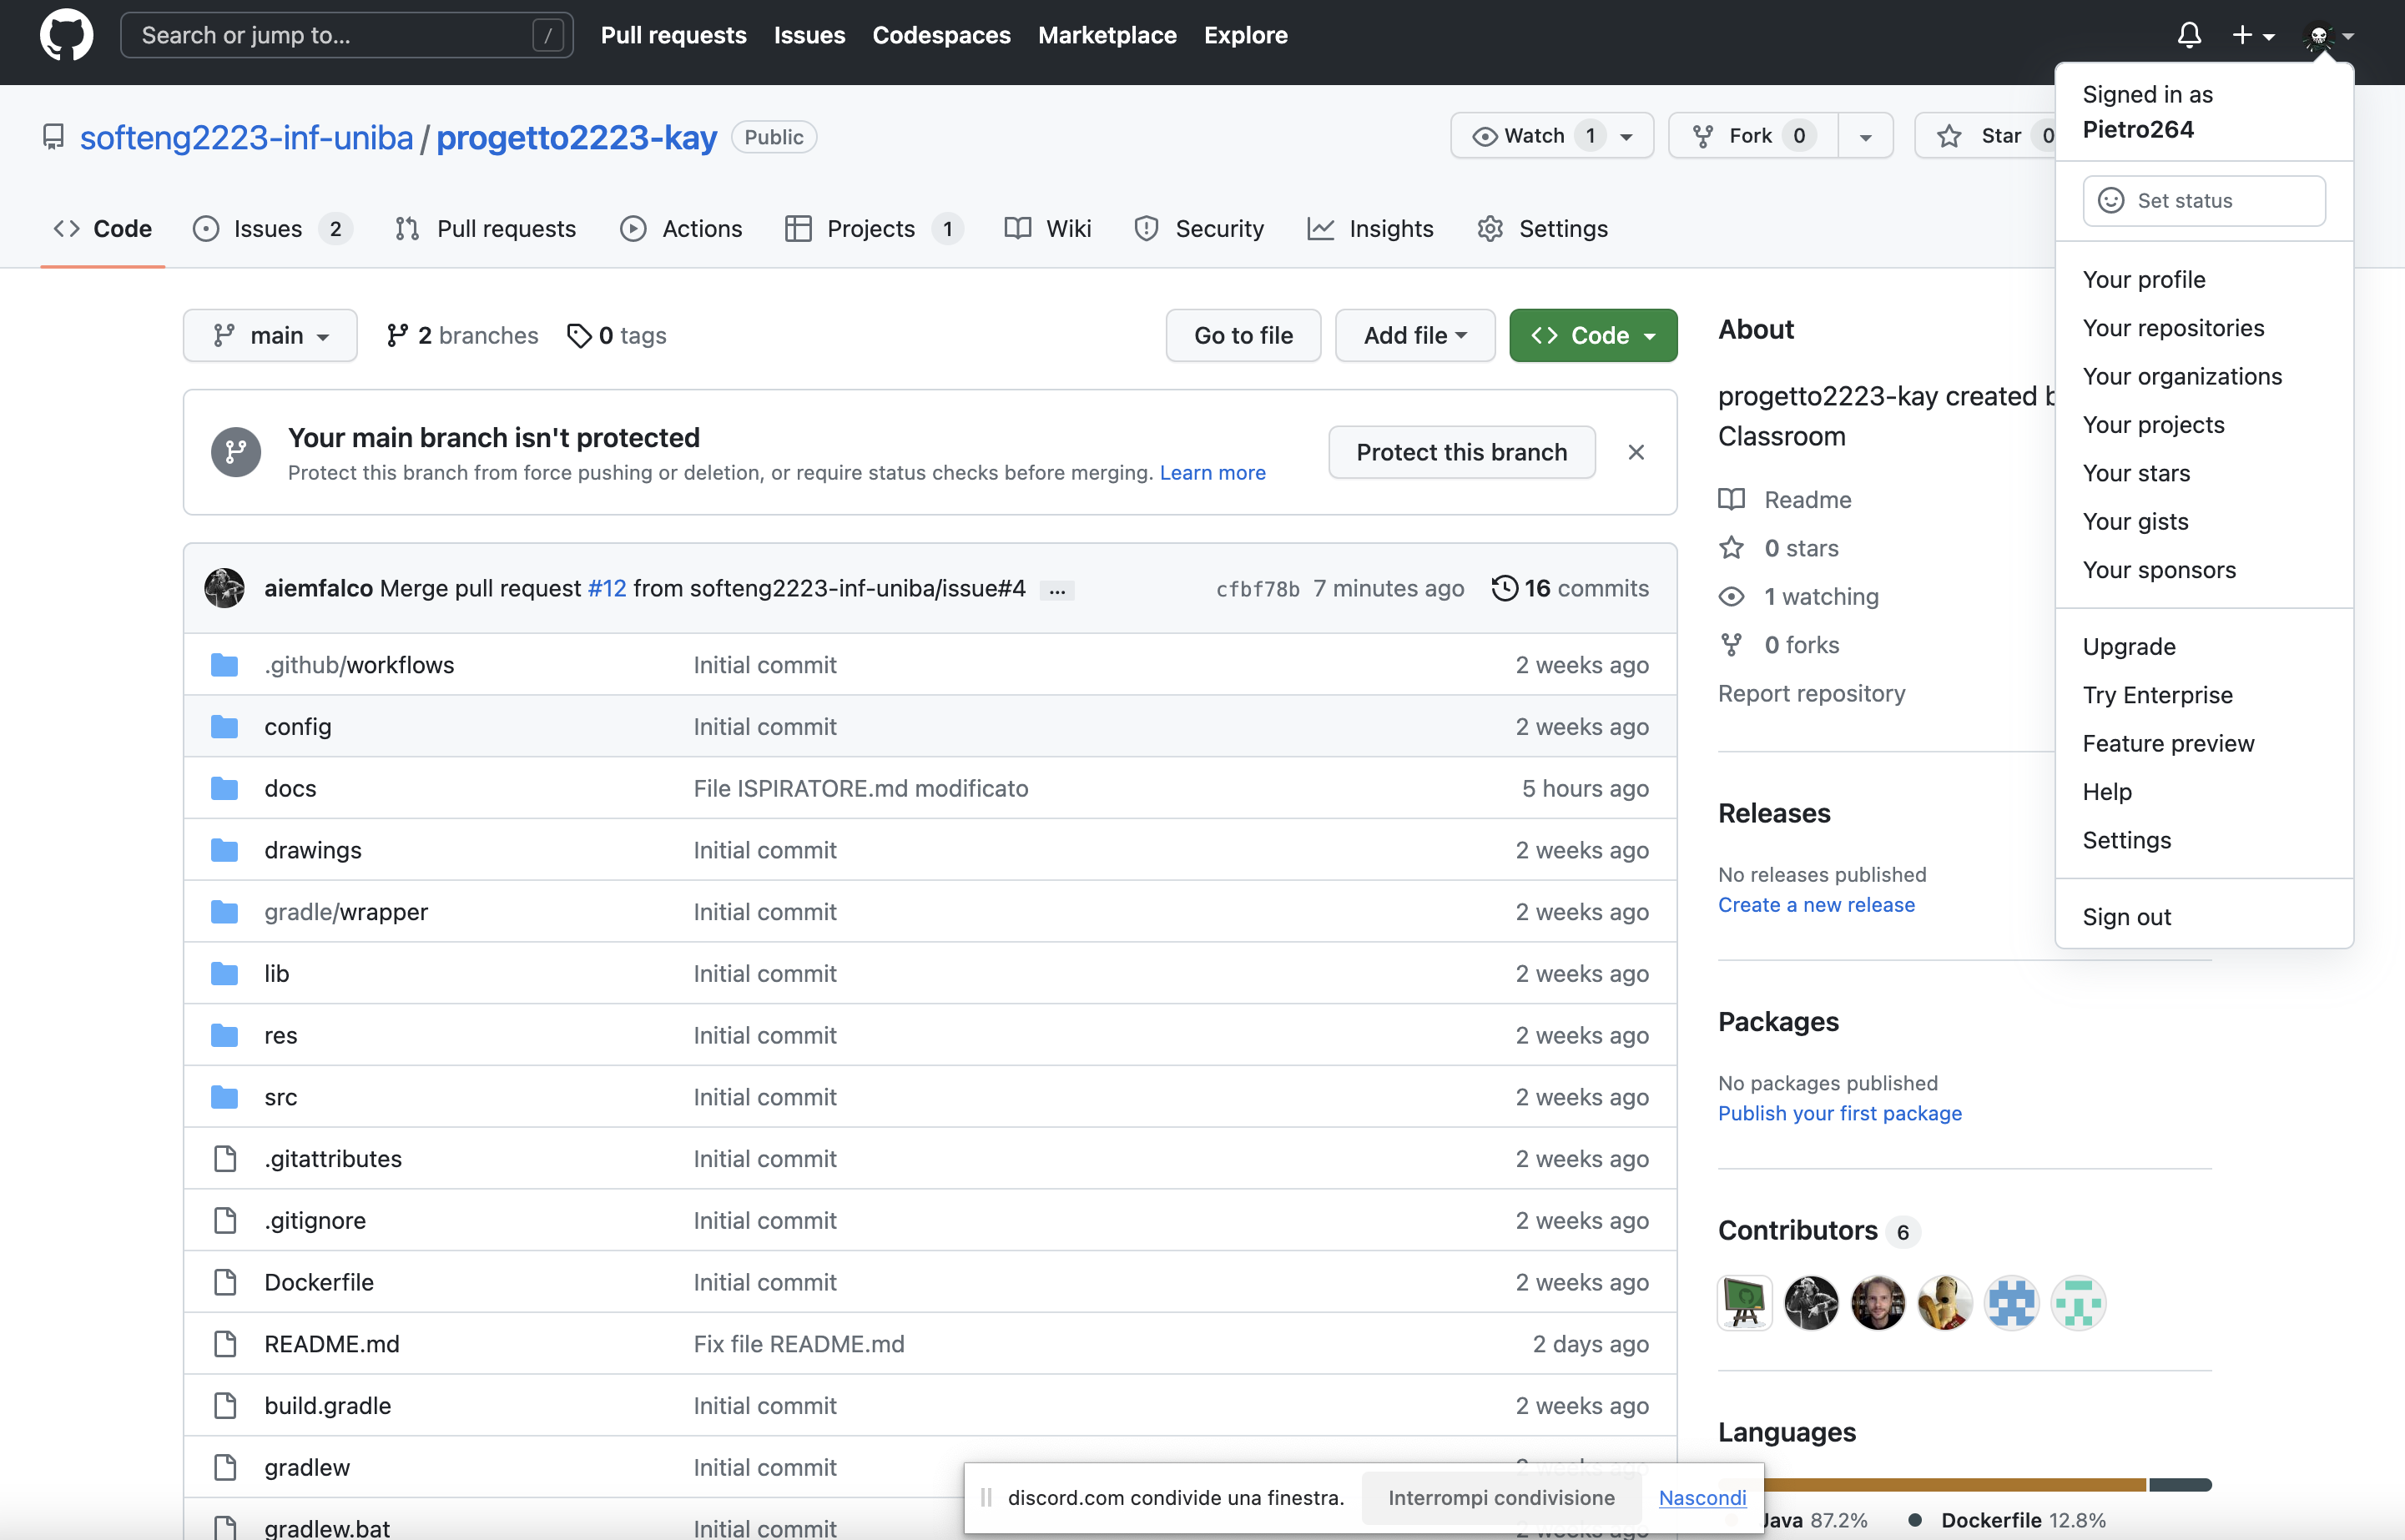 Search or jump to... /
Pull requests Issues Codespaces Marketplace Explore
Signed in as
Pietro264
Set status
Your profile
Your repositories
Your organizations
Your projects
Your stars
Your gists
Your sponsors
Upgrade
Try Enterprise
Feature preview
Help
Settings
Sign out
softeng2223-inf-uniba / progetto2223-kay Public
Watch 1 Fork 0 Star 0
Code Issues 2 Pull requests Actions Projects 1 Wiki Security Insights Settings
main 2 branches 0 tags Go to file Add file Code
Your main branch isn't protected
Protect this branch from force pushing or deletion, or require status checks before merging. Learn more
Protect this branch
aiemfalco Merge pull request #12 from softeng2223-inf-uniba/issue#4 ... cfbf78b 7 minutes ago 16 commits
.github/workflows Initial commit 2 weeks ago
config Initial commit 2 weeks ago
docs File ISPIRATORE.md modificato 5 hours ago
drawings Initial commit 2 weeks ago
gradle/wrapper Initial commit 2 weeks ago
lib Initial commit 2 weeks ago
res Initial commit 2 weeks ago
src Initial commit 2 weeks ago
.gitattributes Initial commit 2 weeks ago
.gitignore Initial commit 2 weeks ago
Dockerfile Initial commit 2 weeks ago
README.md Fix file README.md 2 days ago
build.gradle Initial commit 2 weeks ago
gradlew Initial commit 2 weeks ago
gradlew.bat Initial commit 2 weeks ago
About
progetto2223-kay created
Classroom
Readme
0 stars
1 watching
0 forks
Report repository
Releases
No releases published
Create a new release
Packages
No packages published
Publish your first package
Contributors 6
Languages
Java 87.2% Dockerfile 12.8%
discord.com condivide una finestra. Interrompi condivisione Nascondi